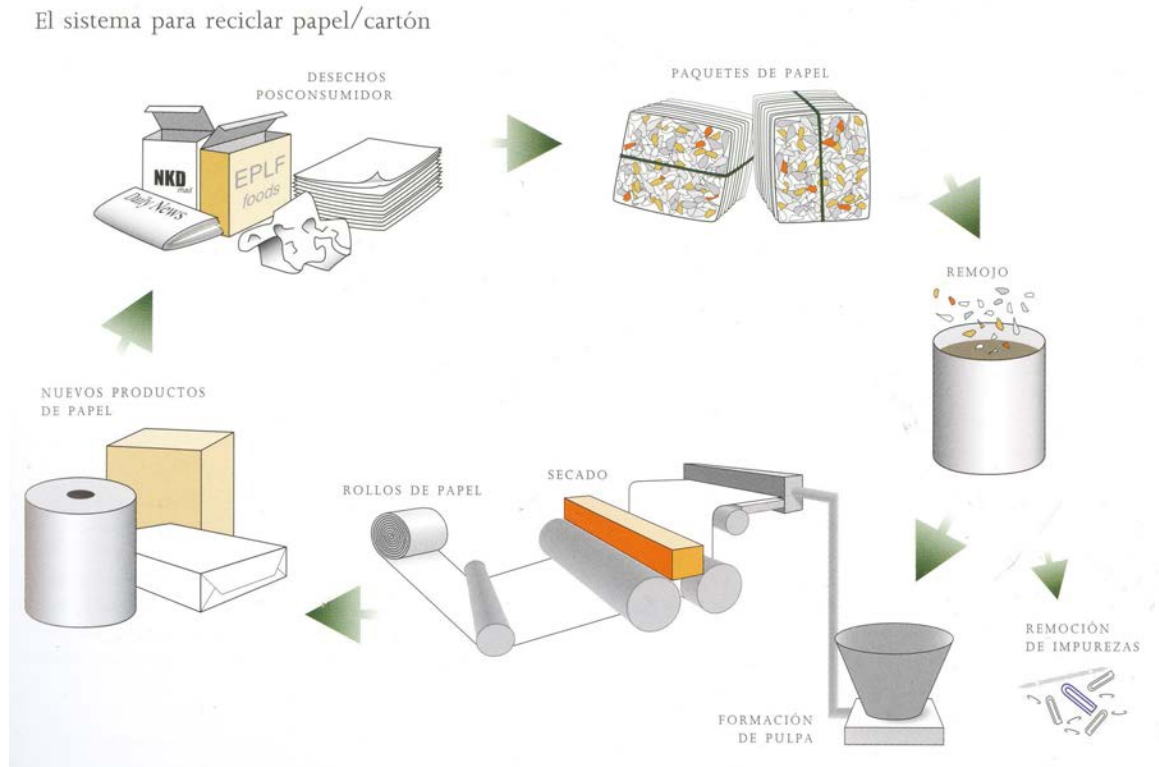 El sistema para reciclar papel/cartón
DESECHOS
POSCONSUMIDOR
PAQUETES DE PAPEL
NKD
mad
EPLF
foods
Daily News
REMOJO
NUEVOS PRODUCTOS
DE PAPEL
ROLLOS DE PAPEL
SECADO
REMOCIÓN
DE IMPUREZAS
FORMACIÓN
DE PULPA